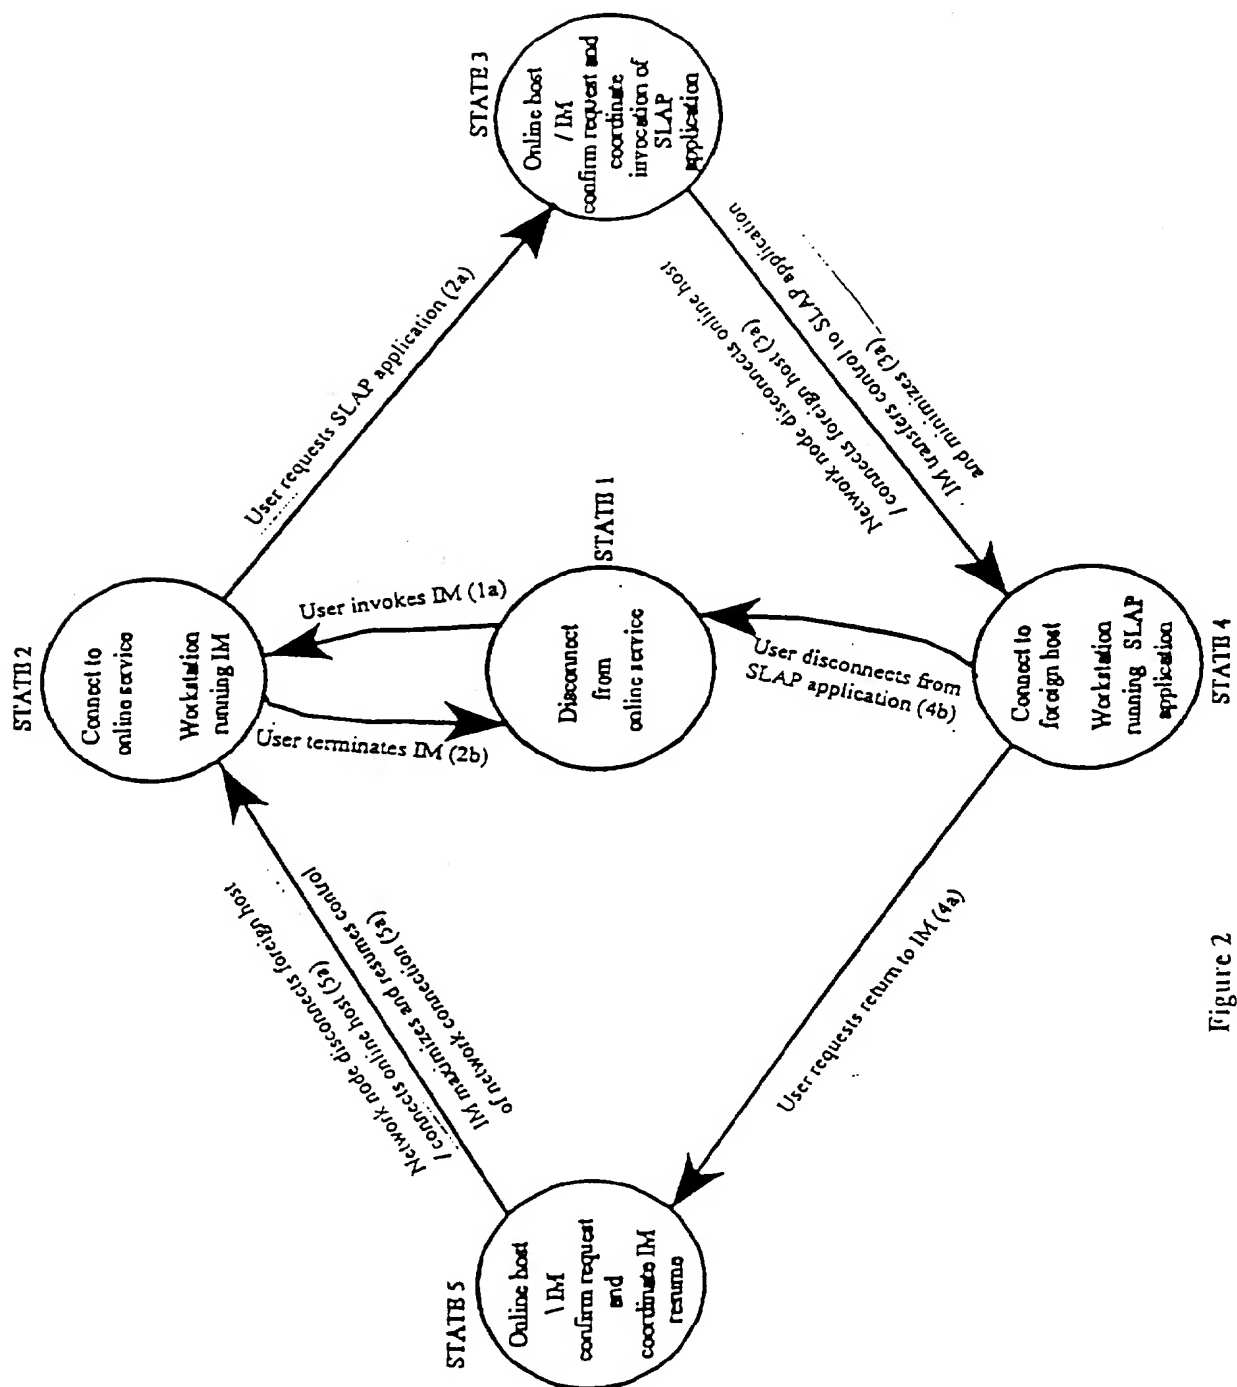 STATE 2
Connect to
online service
Workstation
running IM
User requests SLAP application (2a)
STATE 3
Online host
/ IM
confirm request and
coordinate
invocation of
SLAP
application
User invokes IM (1a)
User terminates IM (2b)
Disconnect
from
online service
STATE 1
Network node disconnects online host
/ connects foreign host (3a)
IM transfers control to SLAP application
and minimizes (3a)
User disconnects from
SLAP application (4b)
Connect to
foreign host
Workstation
running SLAP
application
STATE 4
User requests return to IM (4a)
STATE 5
Online host
\ IM
confirm request
and
coordinate IM
resume
Network node disconnects foreign host
/ connects online host (5a)
IM maximizes and resumes control
of network connection (5a)
Figure 2